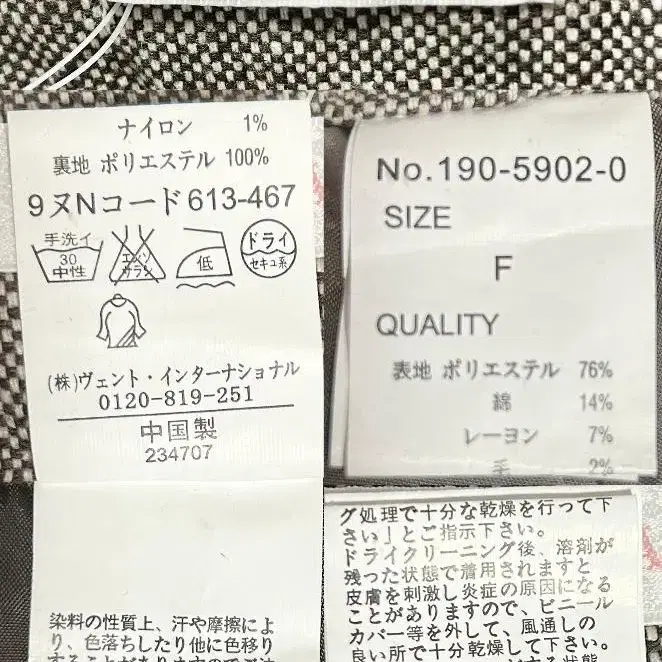 ナイロン 1%
裏地 ポリエステル 100%
9ヌNコード613-467
手洗イ
30
中性
エンソ
サラシ
低
ドライ
セキユ系
(株)ヴェント・インターナショナル
0120-819-251
中国製
234707
No.190-5902-0
SIZE
F
QUALITY
表地 ポリエステル 76%
綿 14%
レーヨン 7%
毛 2%
染料の性質上、汗や摩擦によ
り、色落ちしたり他に色移り
グ処理で十分な乾燥を行って下
さい」とご指示下さい。
ドライクリーニング後、溶剤が
残った状態で着用されますと
皮膚を刺激し炎症の原因になる
ことがありますので、ビニール
カバー等を外して、風通しの
良い所で十分乾燥して下さい。